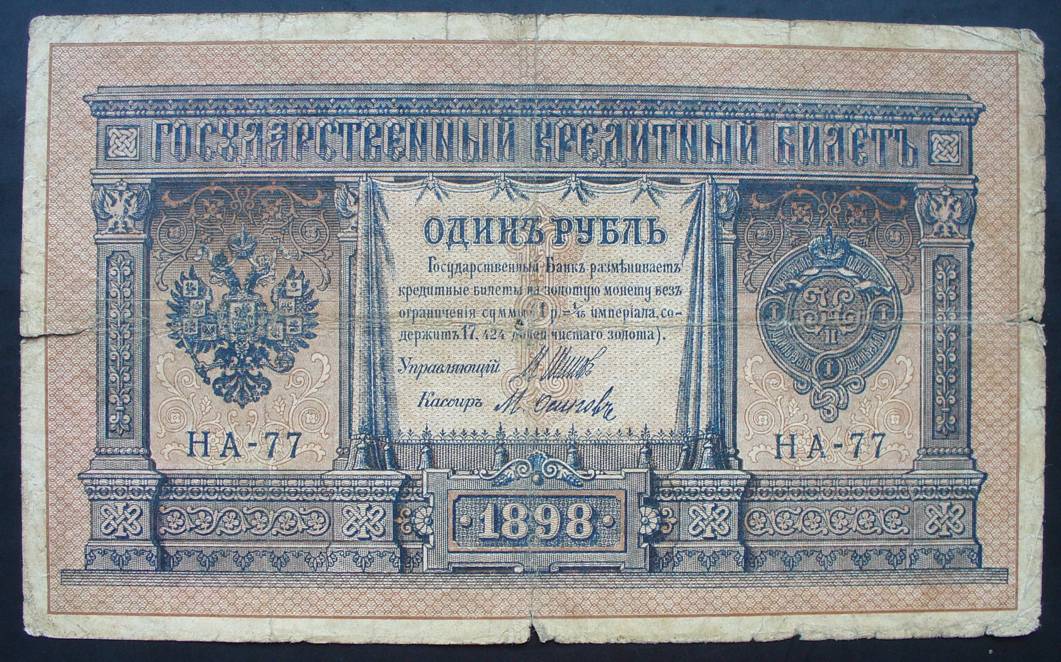 ГОСУДАРСТВЕННЫЙ КРЕДИТНЫЙ БИЛЕТЪ
ОДИНЪ РУБЛЬ
Государственный Банкъ размѣниваетъ
кредитные билеты на золотую монету безъ
ограниченія суммы (1 р.= 1/15 имперіала, со-
держитъ 17, 424 долей чистаго золота).
Управляющій
Кассиръ
НА-77
НА-77
1898